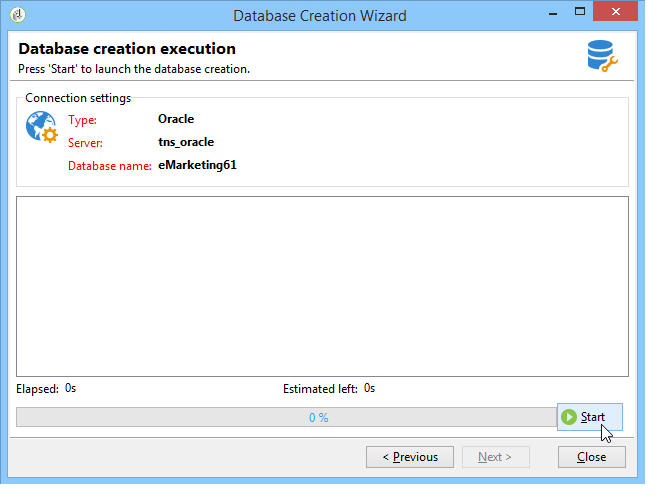 Database Creation Wizard
Database creation execution
Press 'Start' to launch the database creation.
Connection settings
Type: Oracle
Server: tns_oracle
Database name: eMarketing61
Elapsed: 0s Estimated left: 0s
0 % Start
< Previous Next > Close